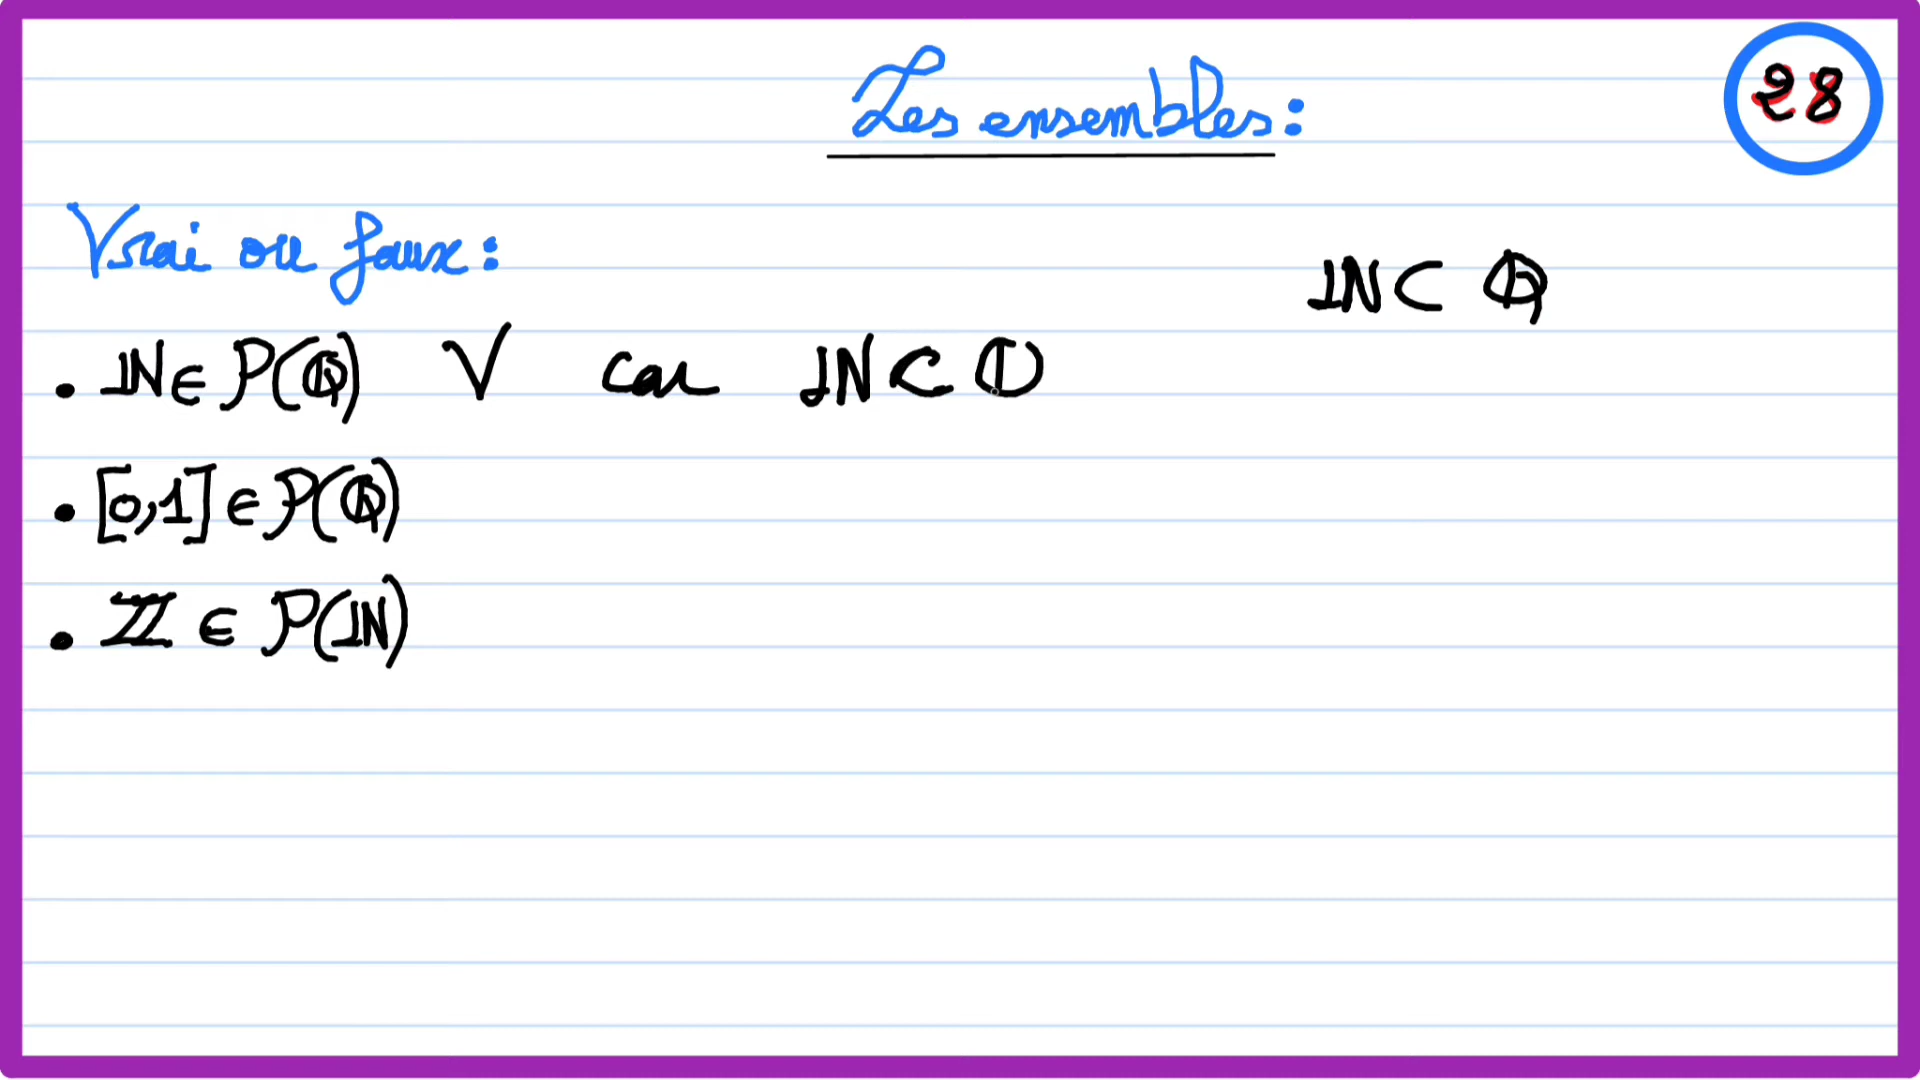 Les ensembles:
28
Vrai ou faux:
ℕ ⊂ ℚ
• ℕ ∈ 𝒫(ℚ) V car ℕ ⊂
• [0,1] ∈ 𝒫(ℚ)
• ℤ ∈ 𝒫(ℕ)